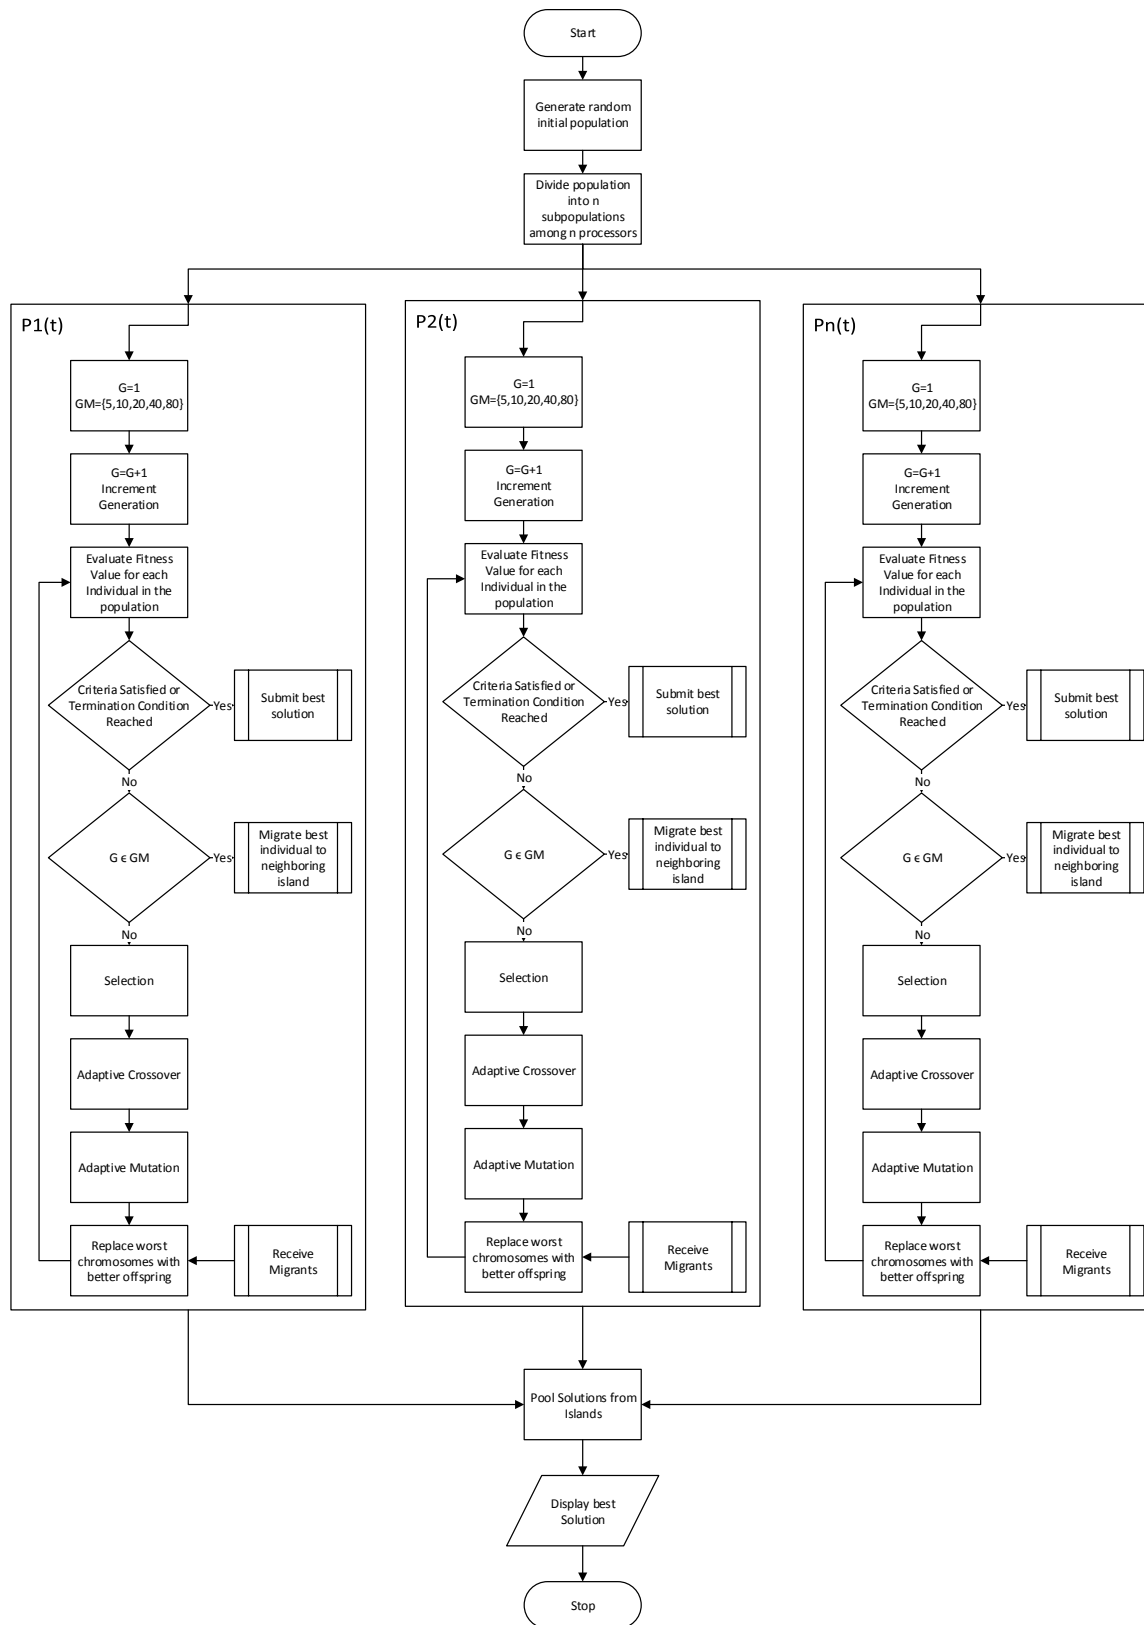 Start
Generate random
initial population
Divide population
into n
subpopulations
among n processors
P1(t)
G=1
GM={5,10,20,40,80}
G=G+1
Increment
Generation
Evaluate Fitness
Value for each
Individual in the
population
Criteria Satisfied or
Termination Condition
Reached
Yes
Submit best
solution
No
G ϵ GM
Yes
Migrate best
individual to
neighboring
island
No
Selection
Adaptive Crossover
Adaptive Mutation
Replace worst
chromosomes with
better offspring
Receive
Migrants
P2(t)
G=1
GM={5,10,20,40,80}
G=G+1
Increment
Generation
Evaluate Fitness
Value for each
Individual in the
population
Criteria Satisfied or
Termination Condition
Reached
Yes
Submit best
solution
No
G ϵ GM
Yes
Migrate best
individual to
neighboring
island
No
Selection
Adaptive Crossover
Adaptive Mutation
Replace worst
chromosomes with
better offspring
Receive
Migrants
Pn(t)
G=1
GM={5,10,20,40,80}
G=G+1
Increment
Generation
Evaluate Fitness
Value for each
Individual in the
population
Criteria Satisfied or
Termination Condition
Reached
Yes
Submit best
solution
No
G ϵ GM
Yes
Migrate best
individual to
neighboring
island
No
Selection
Adaptive Crossover
Adaptive Mutation
Replace worst
chromosomes with
better offspring
Receive
Migrants
Pool Solutions from
Islands
Display best
Solution
Stop